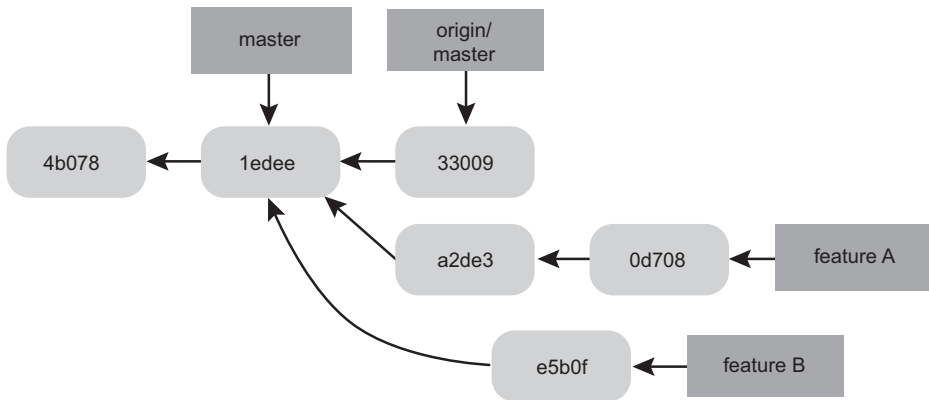 master
origin/
master
4b078
1edee
33009
a2de3
0d708
feature A
e5b0f
feature B